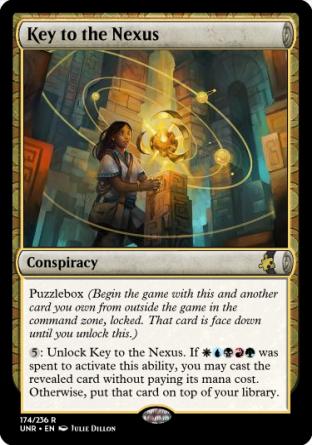 Key to the Nexus
Conspiracy
Puzzlebox (Begin the game with this and another
card you own from outside the game in the
command zone, locked. That card is face down
until you unlock this.)
5: Unlock Key to the Nexus. If was
spent to activate this ability, you may cast the
revealed card without paying its mana cost.
Otherwise, put that card on top of your library.
174/236 R
UNR • EN Julie Dillon